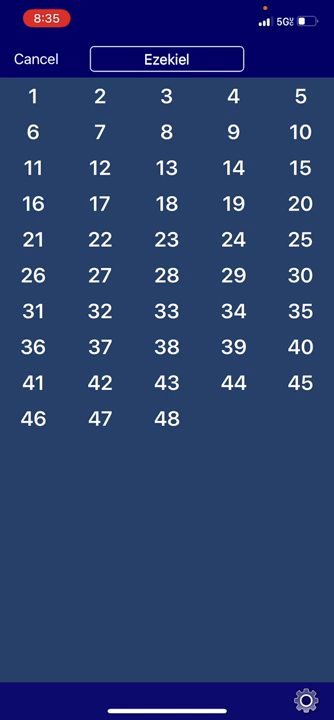 8:35 5G
Cancel Ezekiel
1 2 3 4 5
6 7 8 9 10
11 12 13 14 15
16 17 18 19 20
21 22 23 24 25
26 27 28 29 30
31 32 33 34 35
36 37 38 39 40
41 42 43 44 45
46 47 48